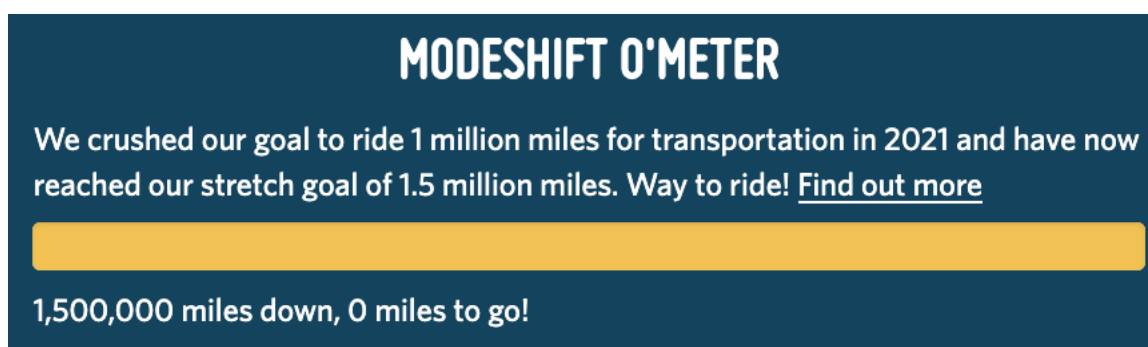 MODESHIFT O'METER
We crushed our goal to ride 1 million miles for transportation in 2021 and have now
reached our stretch goal of 1.5 million miles. Way to ride! Find out more
1,500,000 miles down, 0 miles to go!